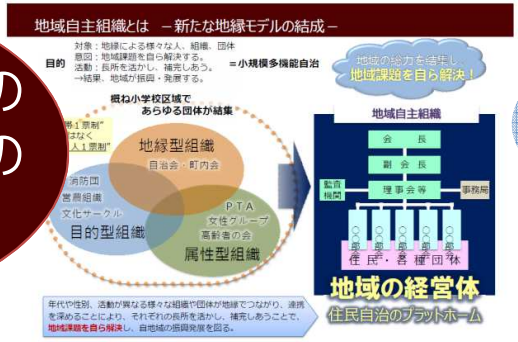 地域自主組織とは －新たな地縁モデルの結成－
目的
対象：地縁による様々な人、組織、団体
意図：地域課題を自ら解決する。
活動：長所を活かし、補完しあう。
→結果、地域が振興・発展する。
＝小規模多機能自治
地域の総力を結集し、
地域課題を自ら解決！
の
の
概ね小学校区域で
あらゆる団体が結集
１票制"
はなく
人１票制"
地縁型組織
自治会・町内会
消防団
営農組織
文化サークル
目的型組織
PTA
女性グループ
高齢者の会
属性型組織
地域自主組織
会 長
副 会 長
監査
機関
理事会等
事務局
○○部会
住民・各種団体
地域の経営体
住民自治のプラットホーム
年代や性別、活動が異なる様々な組織や団体が地縁でつながり、連携
を深めることにより、それぞれの長所を活かし、補完しあうことで、
地域課題を自ら解決し、自地域の振興発展を図る。